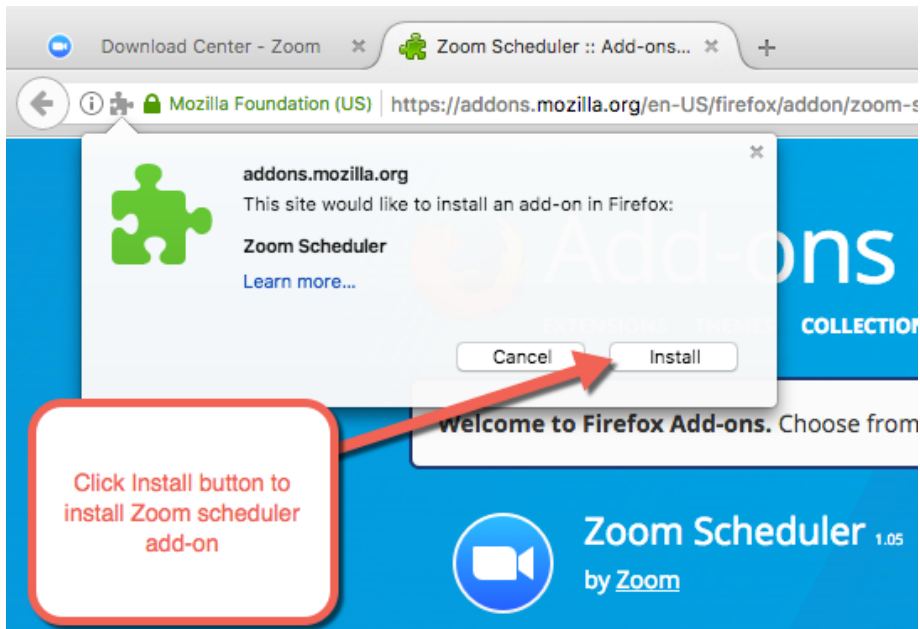 Download Center - Zoom
Zoom Scheduler :: Add-ons...
Mozilla Foundation (US) https://addons.mozilla.org/en-US/firefox/addon/zoom-s
addons.mozilla.org
This site would like to install an add-on in Firefox:
Zoom Scheduler
Learn more...
Add-ons
EXTENSIONS THEMES COLLECTION
Cancel Install
Welcome to Firefox Add-ons. Choose from
Click Install button to
install Zoom scheduler
add-on
Zoom Scheduler 1.05
by Zoom